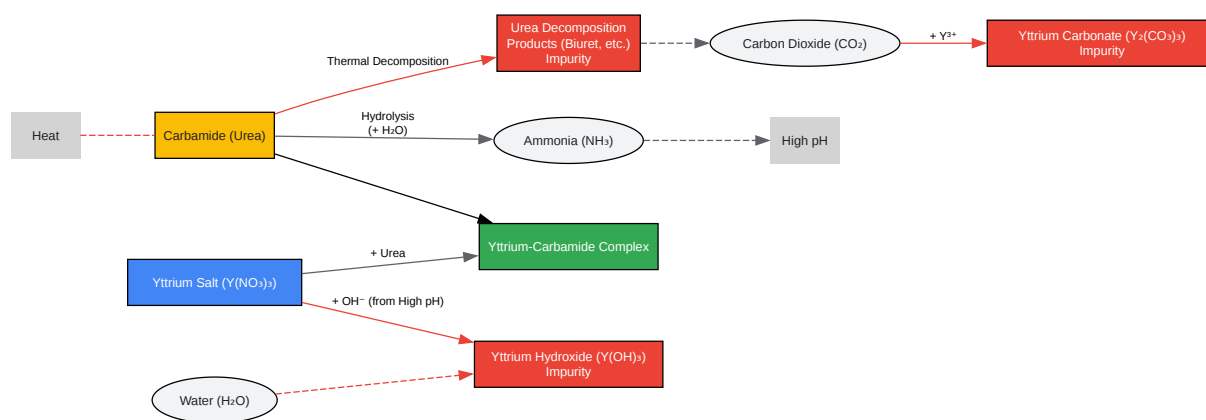 Urea Decomposition
Products (Biuret, etc.)
Impurity
Carbon Dioxide (CO₂)
+ Y³⁺
Yttrium Carbonate (Y₂(CO₃)₃)
Impurity
Thermal Decomposition
Heat
Carbamide (Urea)
Hydrolysis
(+ H₂O)
Ammonia (NH₃)
High pH
Yttrium-Carbamide Complex
+ Urea
Yttrium Salt (Y(NO₃)₃)
+ OH⁻ (from High pH)
Yttrium Hydroxide (Y(OH)₃)
Impurity
Water (H₂O)